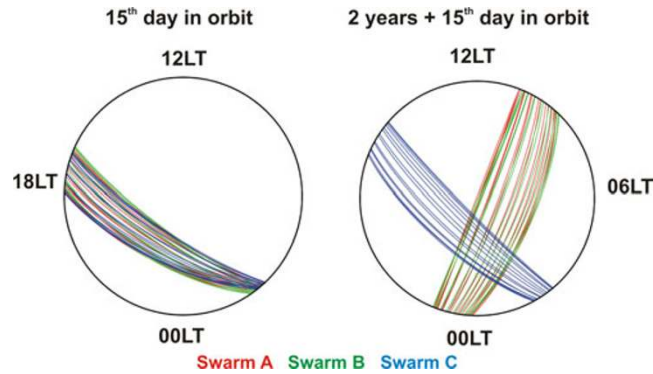 15th day in orbit
2 years + 15th day in orbit
12LT
12LT
18LT
06LT
00LT
00LT
Swarm A Swarm B Swarm C